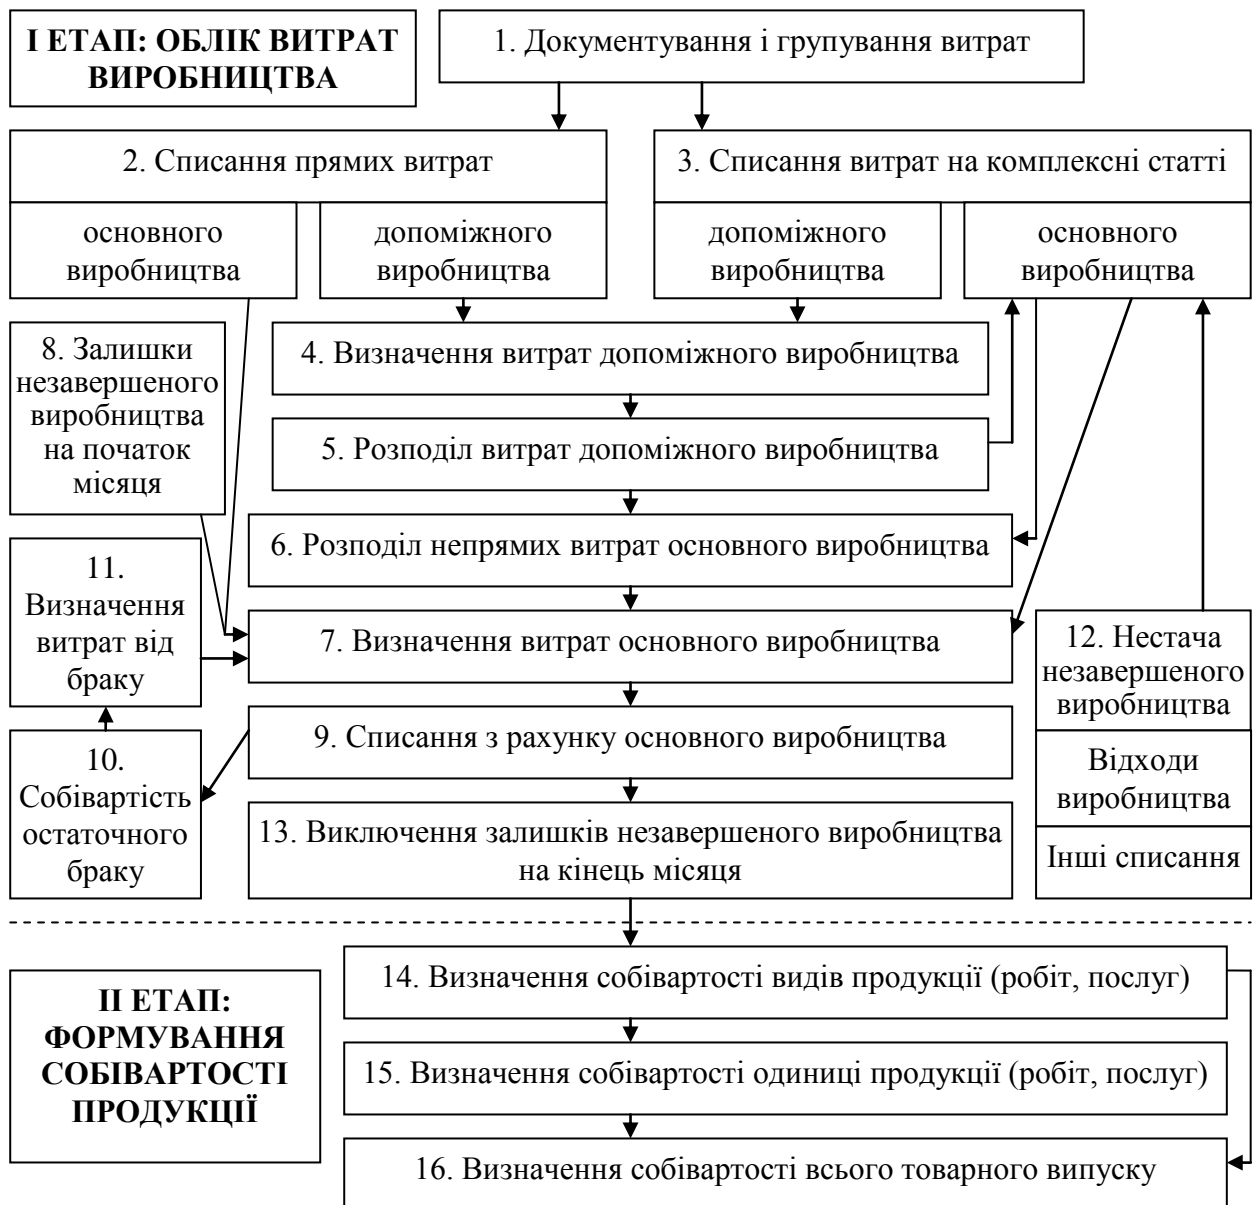 І ЕТАП: ОБЛІК ВИТРАТ
ВИРОБНИЦТВА
1. Документування і групування витрат
2. Списання прямих витрат
3. Списання витрат на комплексні статті
основного
виробництва
допоміжного
виробництва
допоміжного
виробництва
основного
виробництва
8. Залишки
незавершеного
виробництва
на початок
місяця
4. Визначення витрат допоміжного виробництва
5. Розподіл витрат допоміжного виробництва
6. Розподіл непрямих витрат основного виробництва
11.
Визначення
витрат від
браку
7. Визначення витрат основного виробництва
12. Нестача
незавершеного
виробництва
9. Списання з рахунку основного виробництва
10.
Собівартість
остаточного
браку
Відходи
виробництва
13. Виключення залишків незавершеного виробництва
на кінець місяця
Інші списання
14. Визначення собівартості видів продукції (робіт, послуг)
ІІ ЕТАП:
ФОРМУВАННЯ
СОБІВАРТОСТІ
ПРОДУКЦІЇ
15. Визначення собівартості одиниці продукції (робіт, послуг)
16. Визначення собівартості всього товарного випуску